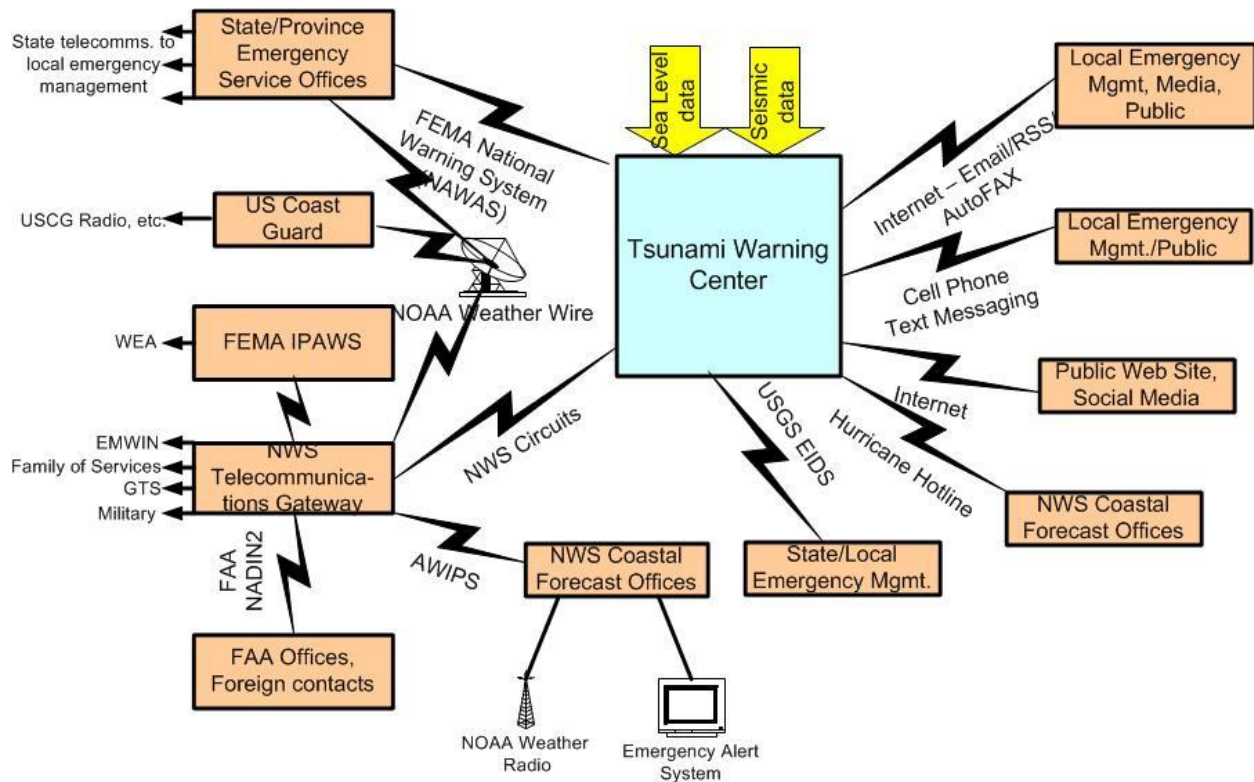 State telecomms. to
local emergency
management
State/Province
Emergency
Service Offices
Sea Level
data
Seismic
data
Local Emergency
Mgmt, Media,
Public
FEMA National
Warning System
(NAWAS)
Internet – Email/RSS/
AutoFAX
USCG Radio, etc.
US Coast
Guard
Tsunami Warning
Center
Local Emergency
Mgmt./Public
Cell Phone
Text Messaging
NOAA Weather Wire
WEA
FEMA IPAWS
Public Web Site,
Social Media
Internet
NWS Circuits
USGS EIDS
Hurricane Hotline
EMWIN
Family of Services
GTS
Military
NWS
Telecommunica-
tions Gateway
NWS Coastal
Forecast Offices
FAA
NADIN2
AWIPS
NWS Coastal
Forecast Offices
State/Local
Emergency Mgmt.
FAA Offices,
Foreign contacts
NOAA Weather
Radio
Emergency Alert
System